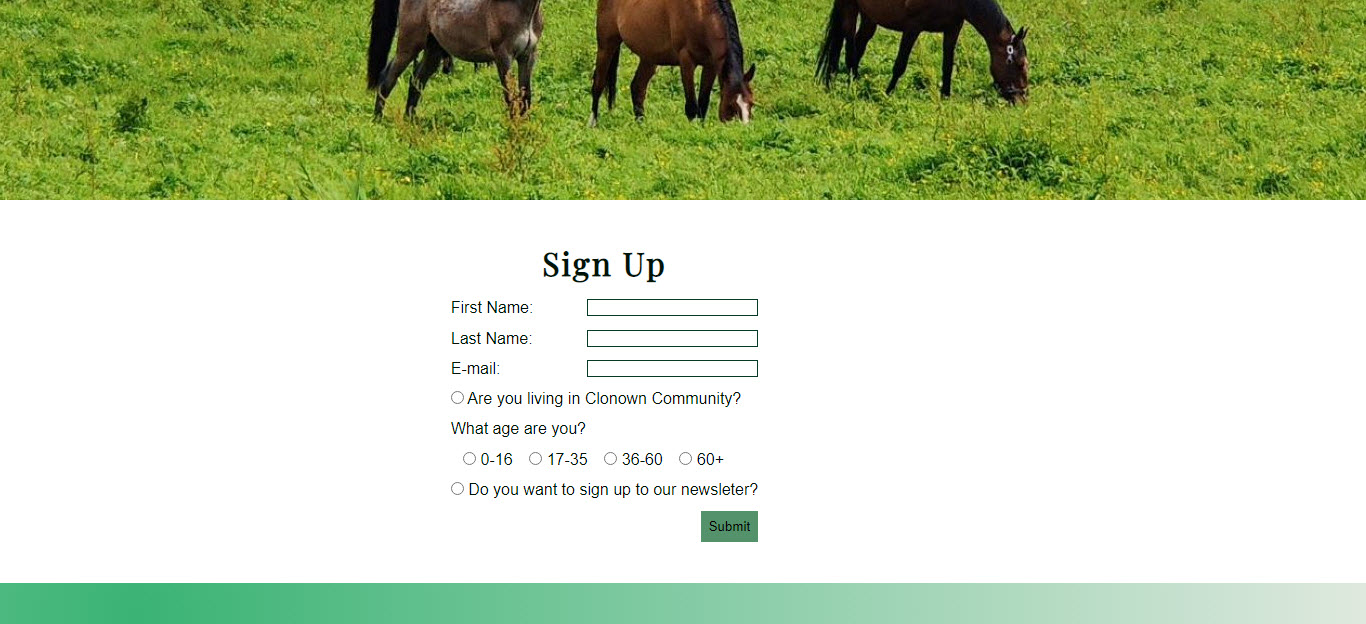 Sign Up
First Name:
Last Name:
E-mail:
Are you living in Clonown Community?
What age are you?
0-16 17-35 36-60 60+
Do you want to sign up to our newsleter?
Submit